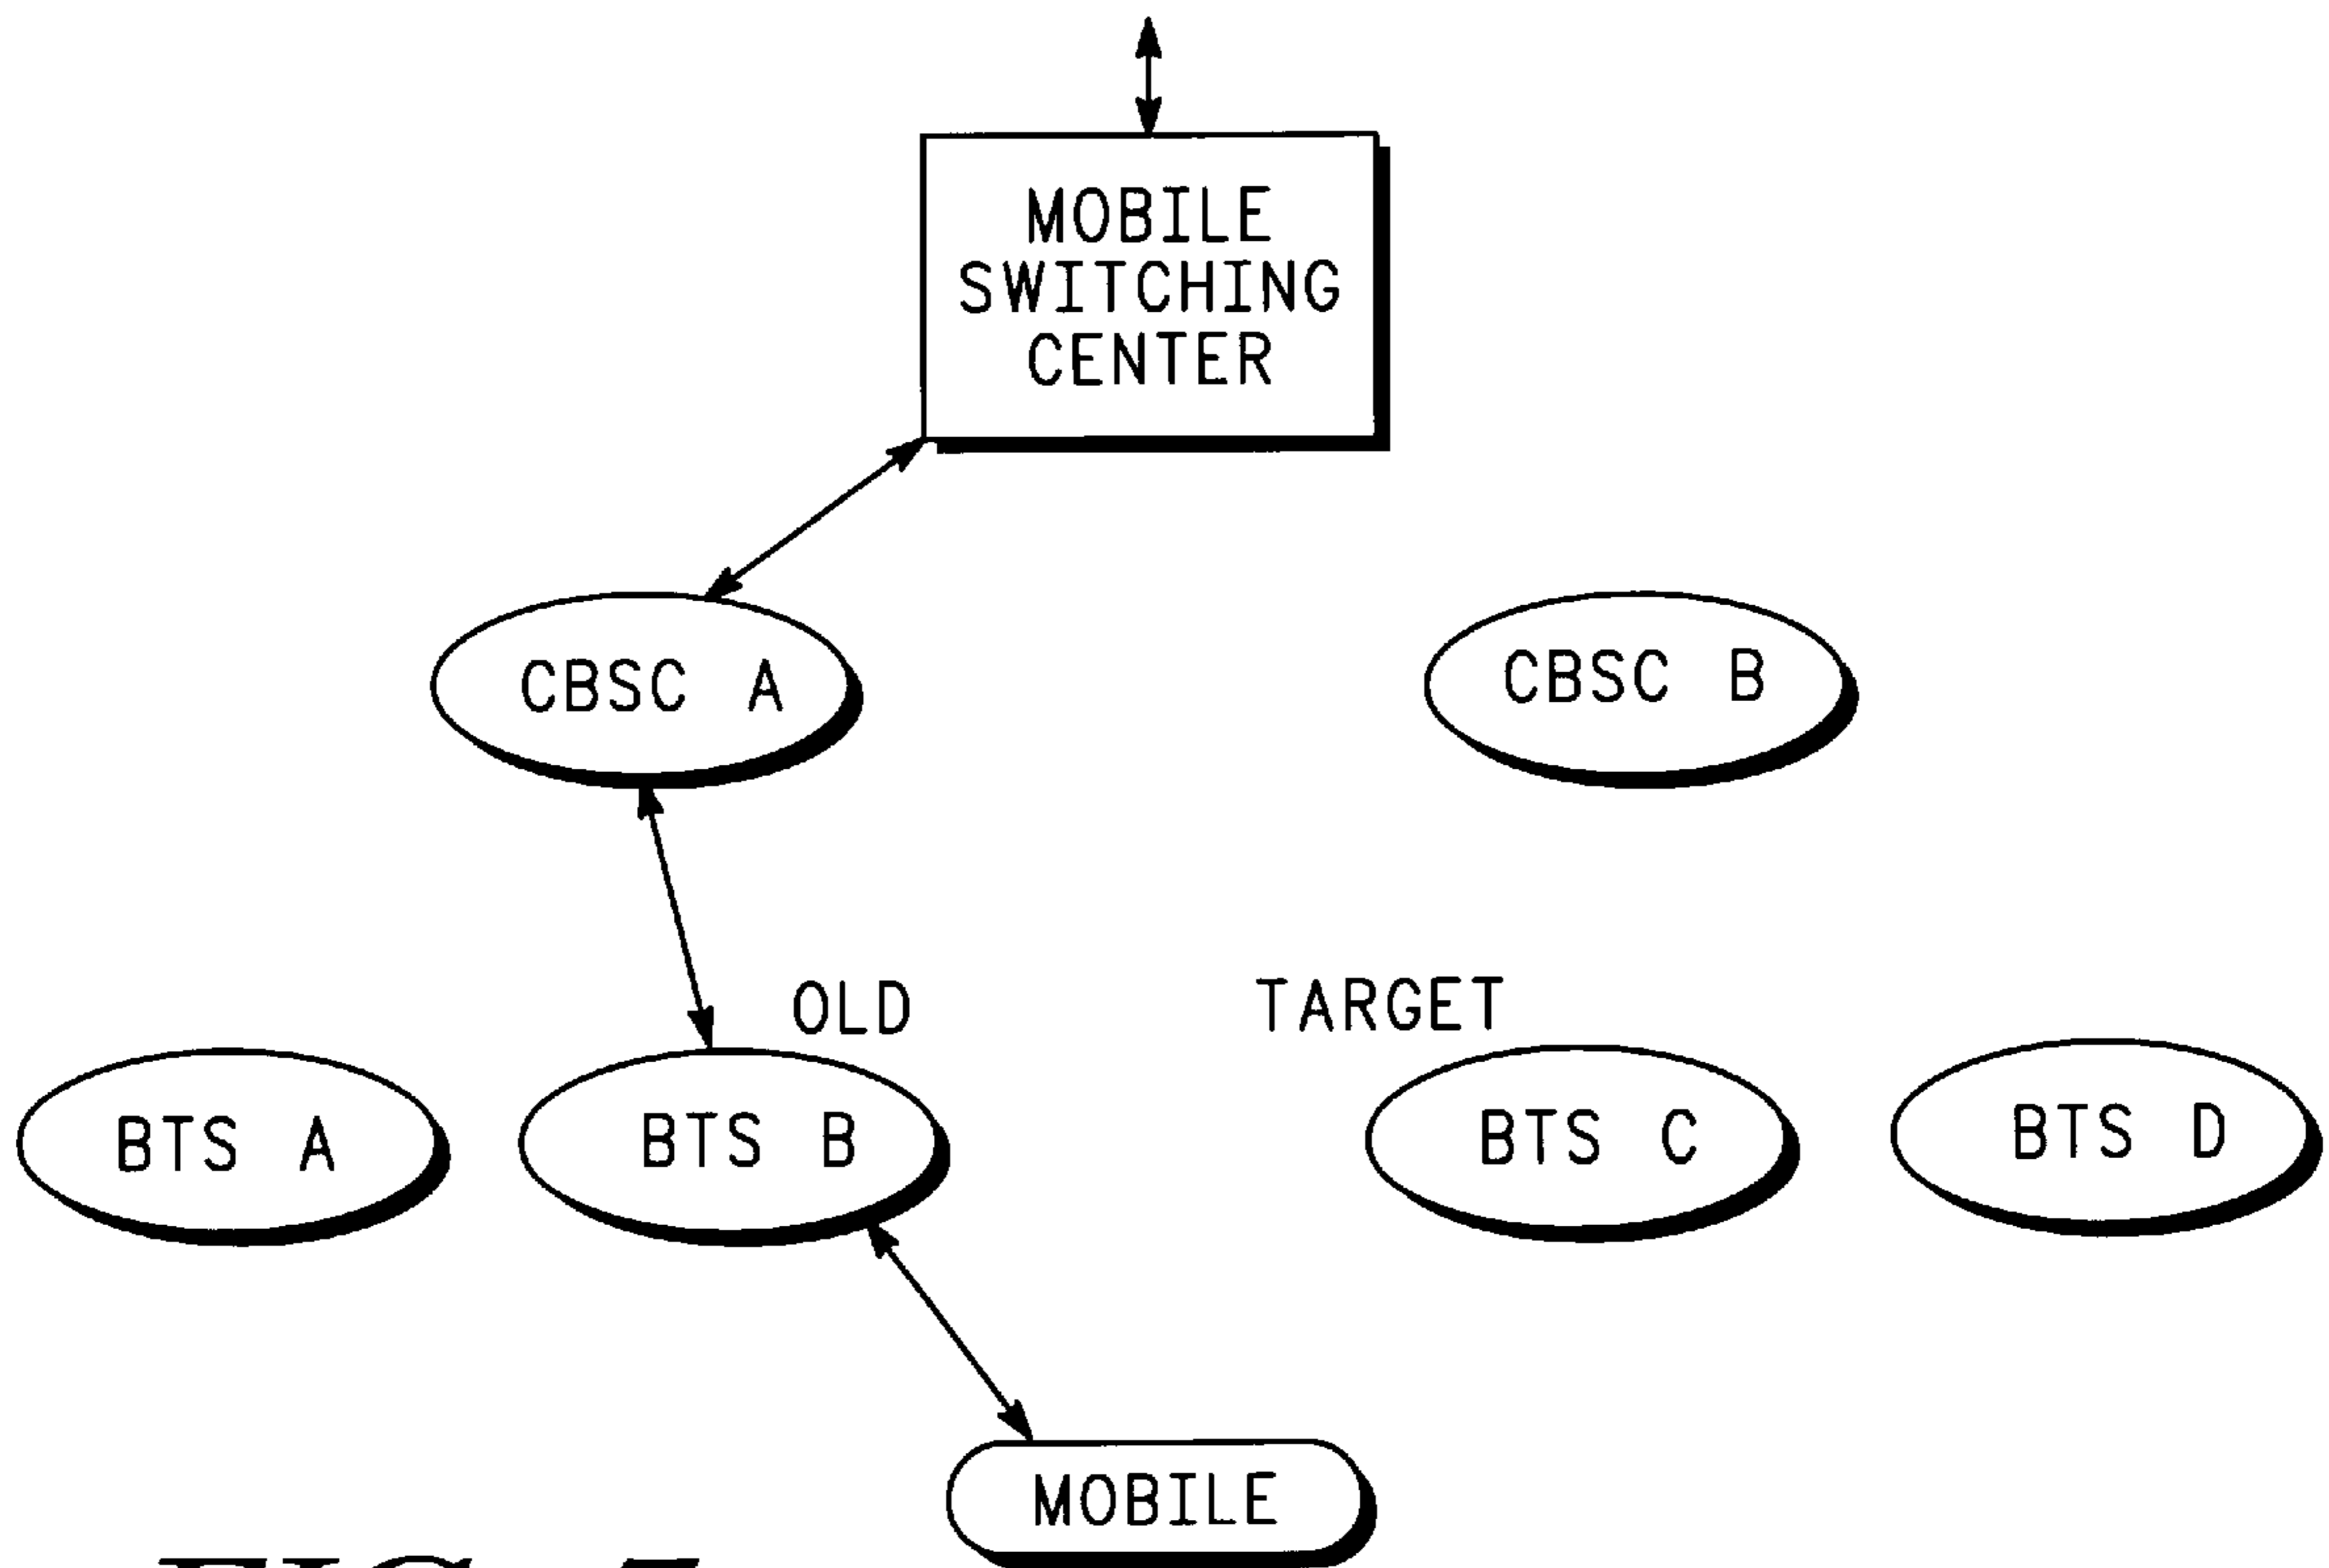 MOBILE
SWITCHING
CENTER
CBSC A
CBSC B
OLD
TARGET
BTS A
BTS B
BTS C
BTS D
MOBILE